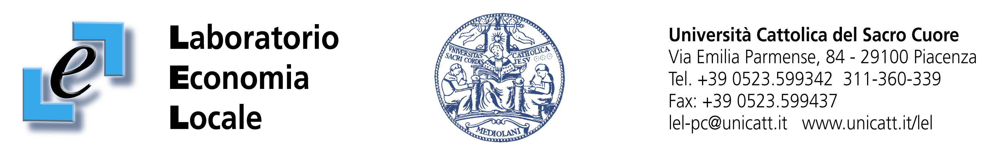 e
Laboratorio
Economia
Locale
VNIVERSITAS CATHOLICA
SACRI CORDIS JESV
MEDIOLANI
Università Cattolica del Sacro Cuore
Via Emilia Parmense, 84 - 29100 Piacenza
Tel. +39 0523.599342 311-360-339
Fax: +39 0523.599437
lel-pc@unicatt.it www.unicatt.it/lel